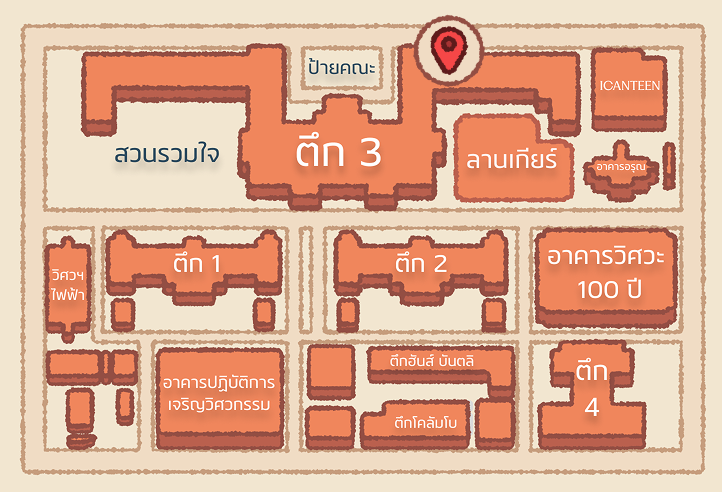 ป้ายคณะ
ICANTEEN
สวนรวมใจ
ตึก 3
ลานเกียร์
อาคารอรุณ
วิศวฯ
ไฟฟ้า
ตึก 1
ตึก 2
อาคารวิศวะ
100 ปี
อาคารปฏิบัติการ
เจริญวิศวกรรม
ตึกฮันส์ บันตลิ
ตึกโคลัมโบ
ตึก
4